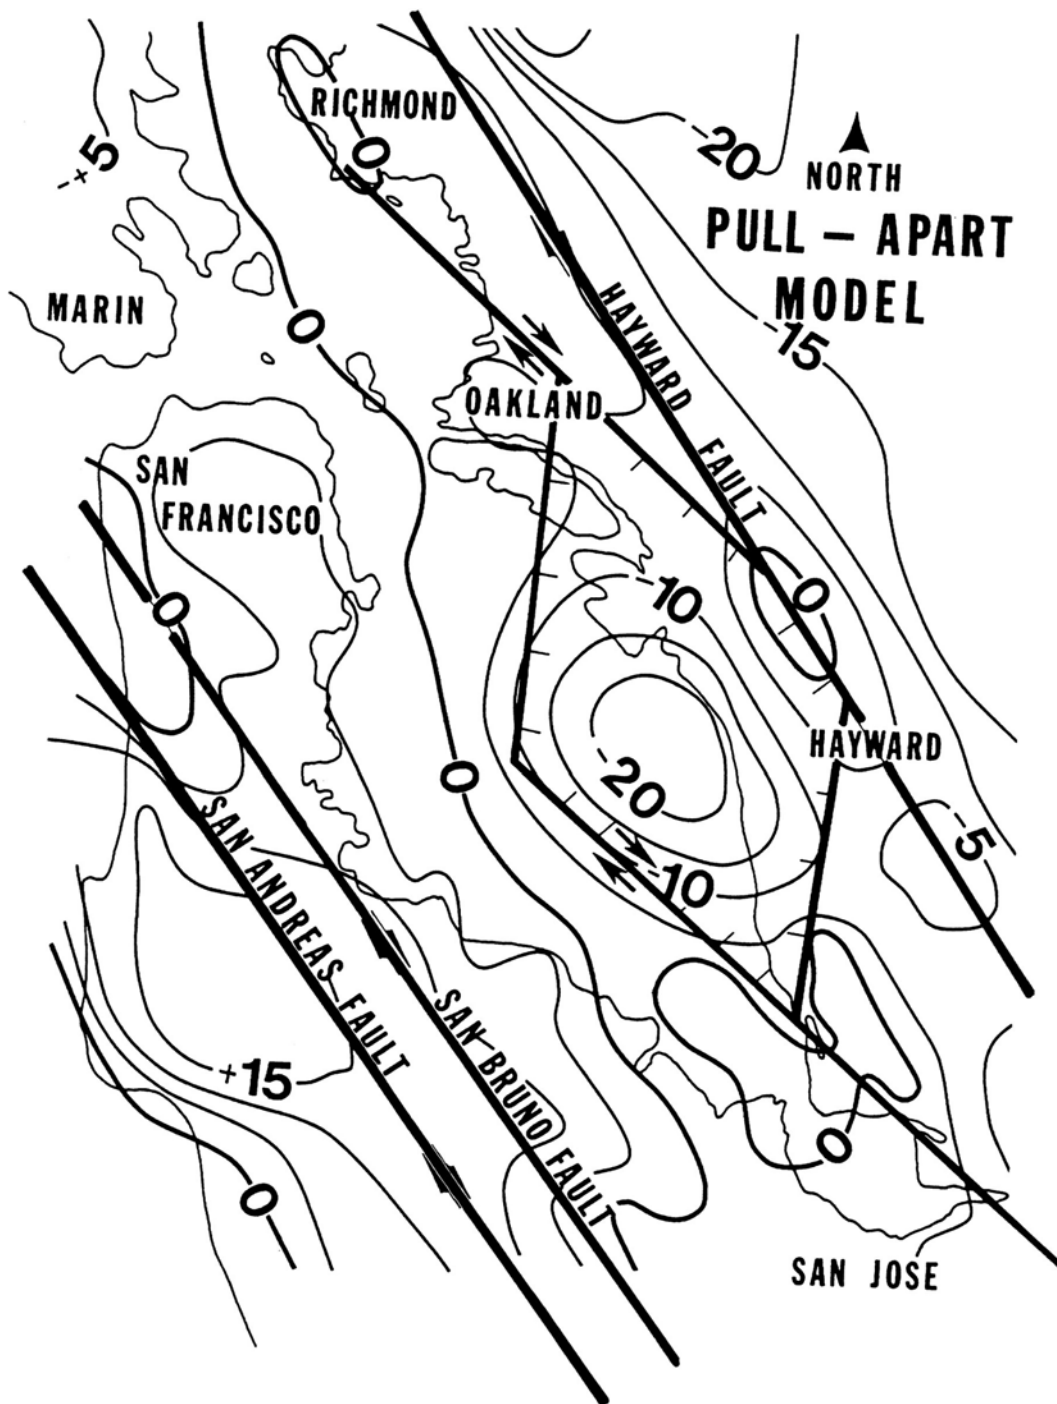 RICHMOND
0
-+5
-20
NORTH
PULL – APART
MODEL
MARIN
0
HAYWARD FAULT
-15
OAKLAND
SAN
FRANCISCO
0
-10
0
HAYWARD
0
-20
SAN ANDREAS FAULT
-5
-10
SAN BRUNO FAULT
+15
0
0
SAN JOSE